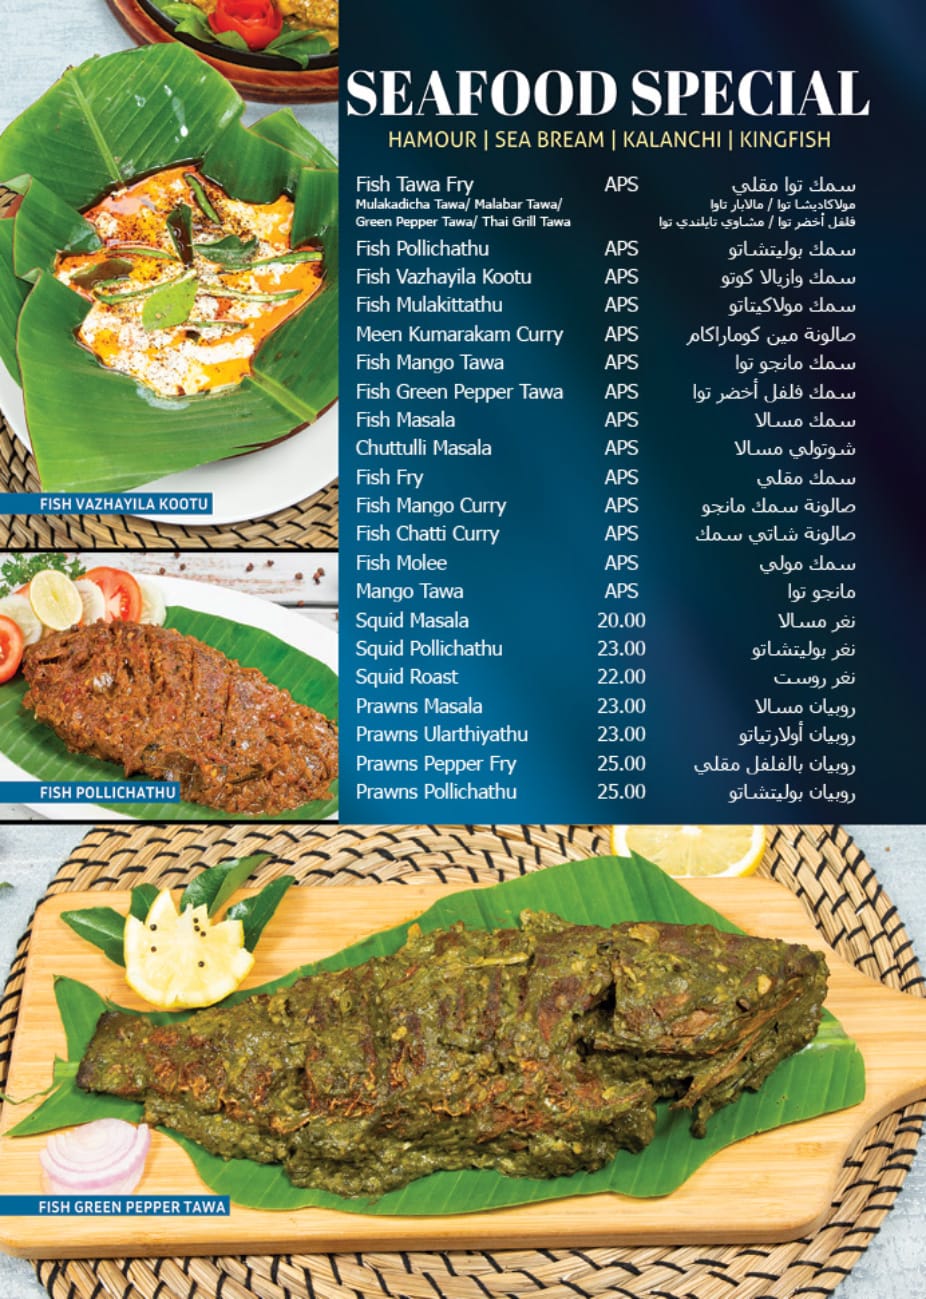 SEAFOOD SPECIAL
HAMOUR | SEA BREAM | KALANCHI | KINGFISH
Fish Tawa Fry APS سمك توا مقلي
Mulakadicha Tawa/ Malabar Tawa/ مولاكاديشا توا / مالابار تاوا
Green Pepper Tawa/ Thai Grill Tawa فلفل أخضر توا / مشاوي تايلندي توا
Fish Pollichathu APS سمك بوليتشاتو
Fish Vazhayila Kootu APS سمك وازيالا كوتو
Fish Mulakittathu APS سمك مولاكيتاتو
Meen Kumarakam Curry APS صالونة مين كوماراكام
Fish Mango Tawa APS سمك مانجو توا
Fish Green Pepper Tawa APS سمك فلفل أخضر توا
Fish Masala APS سمك مسالا
Chuttulli Masala APS شوتولي مسالا
Fish Fry APS سمك مقلي
Fish Mango Curry APS صالونة سمك مانجو
Fish Chatti Curry APS صالونة شاتي سمك
Fish Molee APS سمك مولي
Mango Tawa APS مانجو توا
Squid Masala 20.00 نغر مسالا
Squid Pollichathu 23.00 نغر بوليتشاتو
Squid Roast 22.00 نغر روست
Prawns Masala 23.00 روبيان مسالا
Prawns Ularthiyathu 23.00 روبيان أولارتياتو
Prawns Pepper Fry 25.00 روبيان بالفلفل مقلي
Prawns Pollichathu 25.00 روبيان بوليتشاتو
FISH VAZHAYILA KOOTU
FISH POLLICHATHU
FISH GREEN PEPPER TAWA